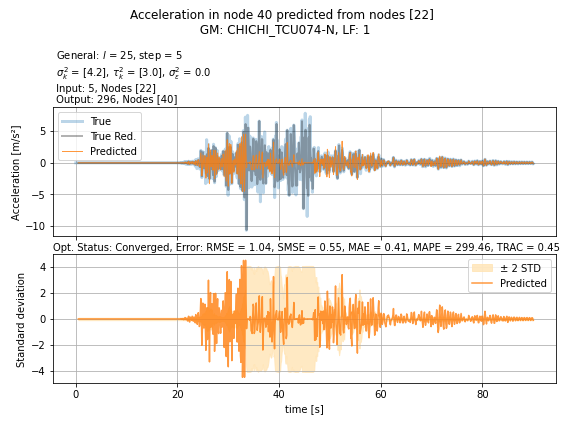 Acceleration in node 40 predicted from nodes [22]
GM: CHICHI_TCU074-N, LF: 1
General: l = 25, step = 5
σ²ₖ = [4.2], τ²ₖ = [3.0], σ²ε = 0.0
Input: 5, Nodes [22]
Output: 296, Nodes [40]
Acceleration [m/s²]
5
0
−5
−10
True
True Red.
Predicted
Opt. Status: Converged, Error: RMSE = 1.04, SMSE = 0.55, MAE = 0.41, MAPE = 299.46, TRAC = 0.45
Standard deviation
4
2
0
−2
−4
± 2 STD
Predicted
0 20 40 60 80
time [s]